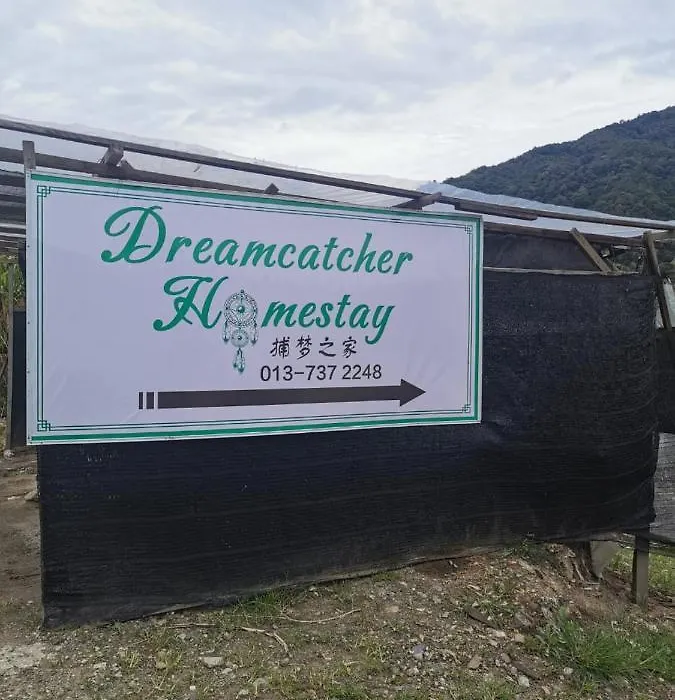 Dreamcatcher
Homestay
捕梦之家
013-737 2248